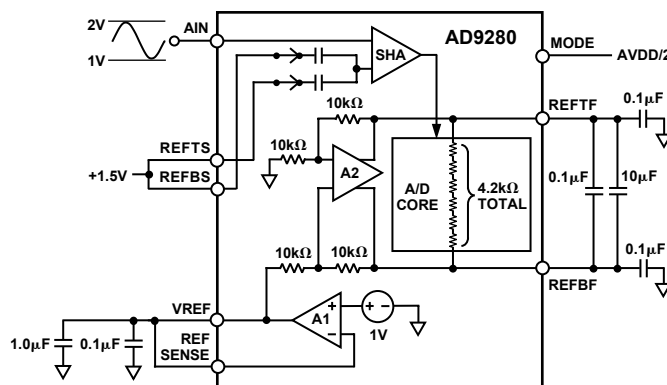 2V
AIN
AD9280
1V
SHA
MODE
AVDD/2
10kΩ
REFTF
0.1µF
10kΩ
REFTS
+1.5V
REFBS
A2
A/D
CORE
4.2kΩ
TOTAL
0.1µF
10µF
10kΩ
10kΩ
0.1µF
REFBF
VREF
A1
+
−
+ −
1V
1.0µF
0.1µF
REF
SENSE